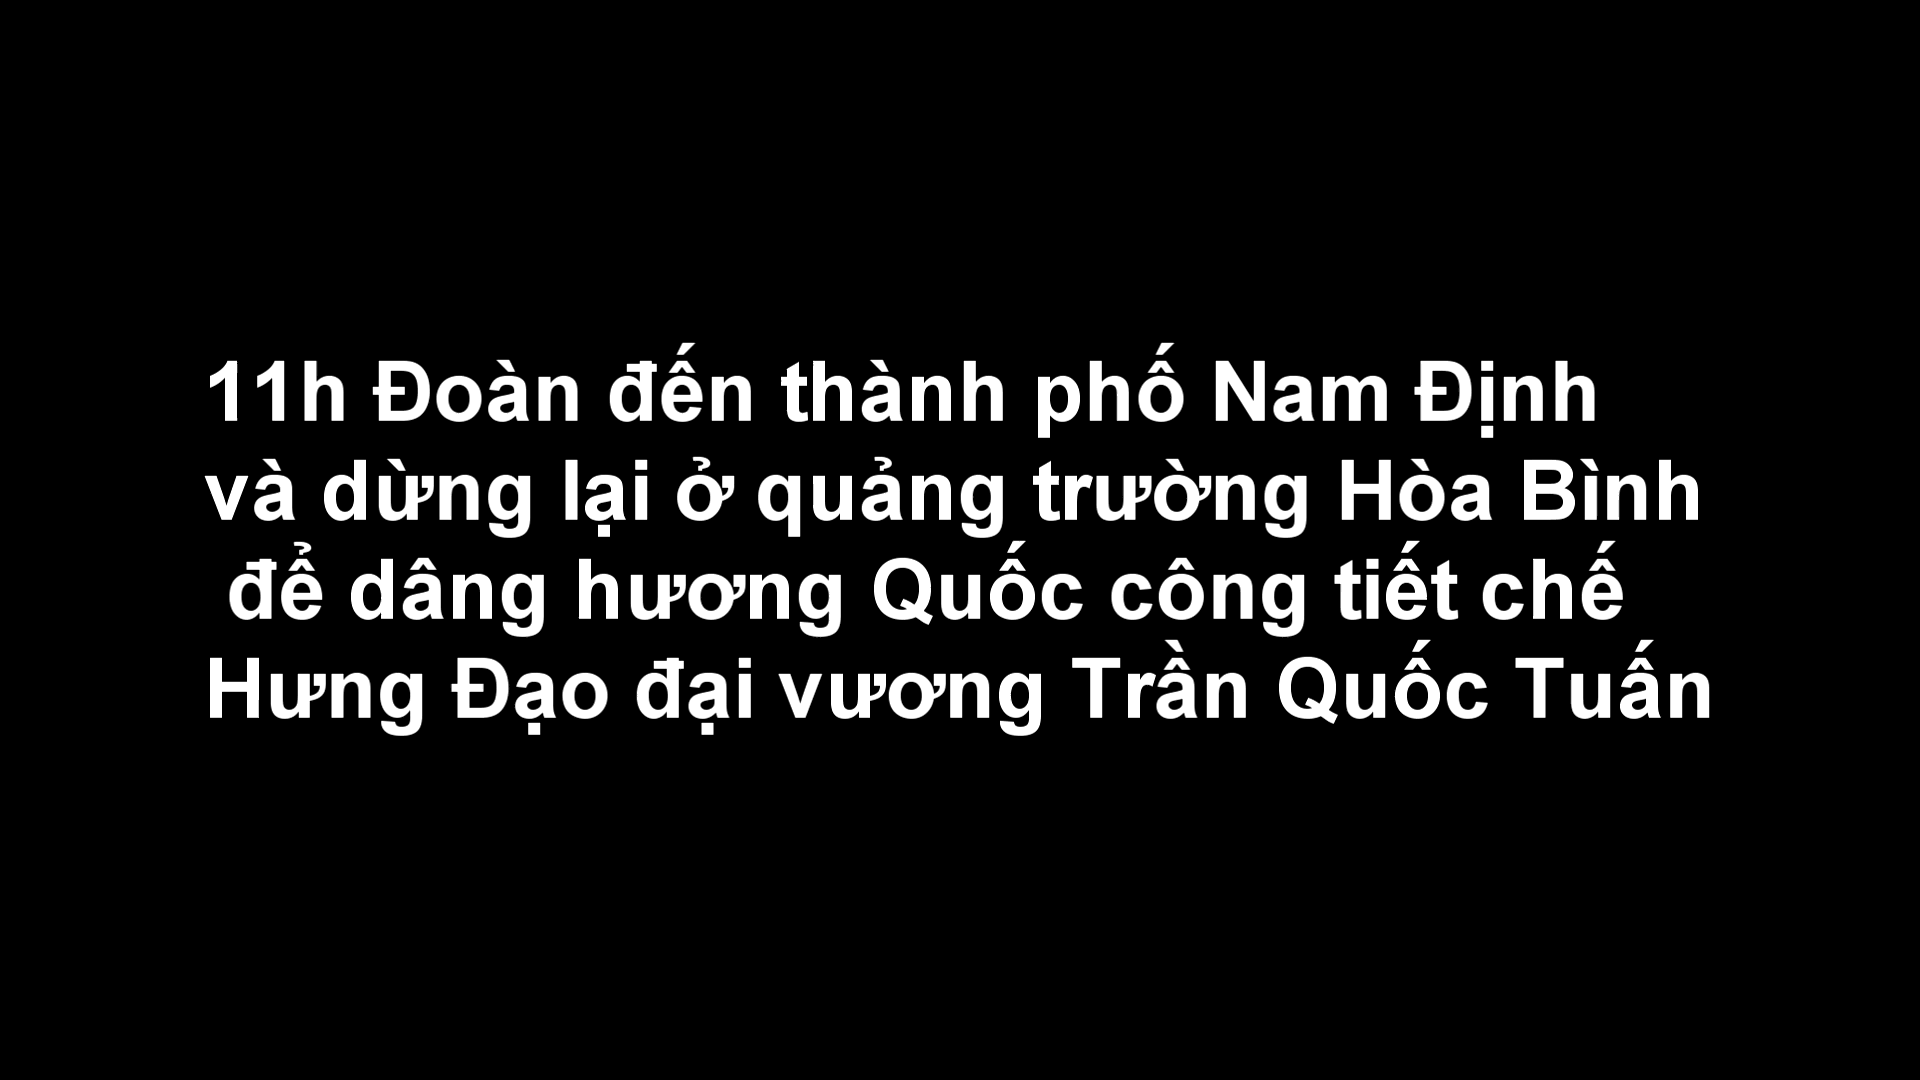 11h Đoàn đến thành phố Nam Định
và dừng lại ở quảng trường Hòa Bình
để dâng hương Quốc công tiết chế
Hưng Đạo đại vương Trần Quốc Tuấn